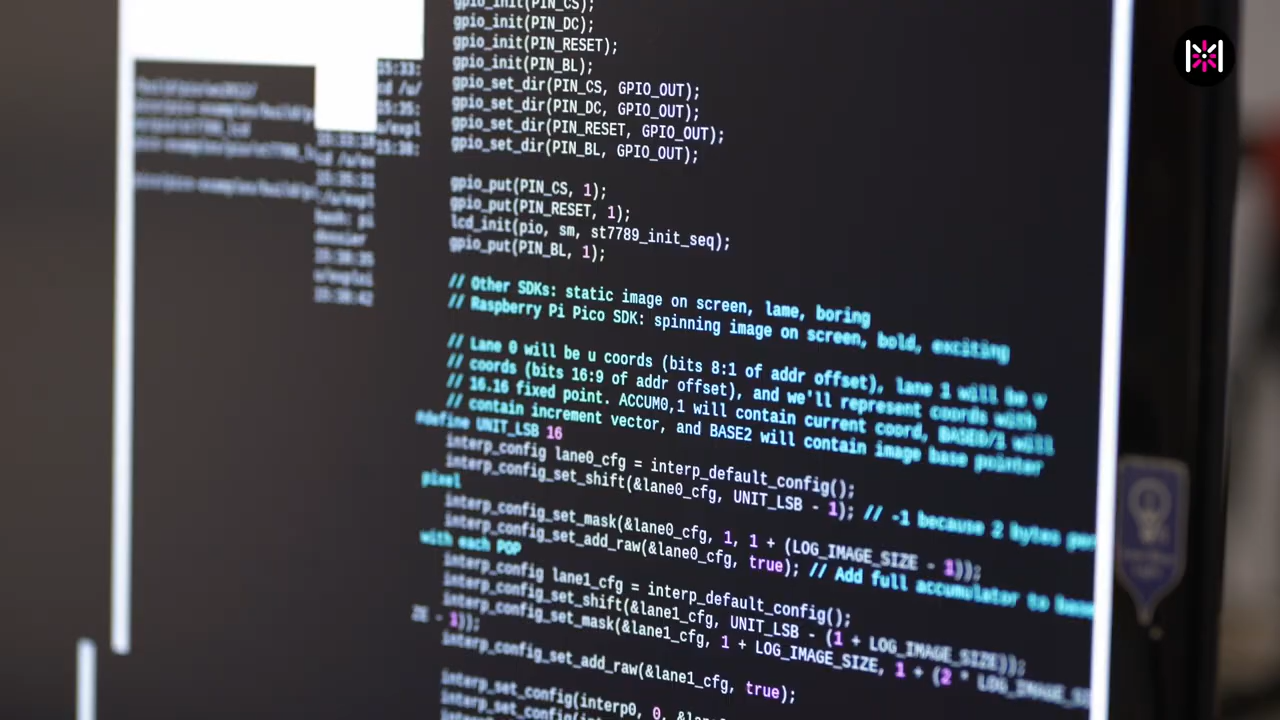 gpio_init(PIN_CS);
gpio_init(PIN_DC);
gpio_init(PIN_RESET);
gpio_init(PIN_BL);
gpio_set_dir(PIN_CS, GPIO_OUT);
gpio_set_dir(PIN_DC, GPIO_OUT);
gpio_set_dir(PIN_RESET, GPIO_OUT);
gpio_set_dir(PIN_BL, GPIO_OUT);
gpio_put(PIN_CS, 1);
gpio_put(PIN_RESET, 1);
lcd_init(pio, sm, st7789_init_seq);
gpio_put(PIN_BL, 1);
// Other SDKs: static image on screen, lame, boring
// Raspberry Pi Pico SDK: spinning image on screen, bold, exciting
// Lane 0 will be u coords (bits 8:1 of addr offset), lane 1 will be v
// coords (bits 16:9 of addr offset), and we'll represent coords with
// 16.16 fixed point. ACCUM0,1 will contain current coord, BASE0/1 will
// contain increment vector, and BASE2 will contain image base pointer
#define UNIT_LSB 16
interp_config lane0_cfg = interp_default_config();
interp_config_set_shift(&lane0_cfg, UNIT_LSB - 1); // -1 because 2 bytes per
pixel
interp_config_set_mask(&lane0_cfg, 1, 1 + (LOG_IMAGE_SIZE - 1));
interp_config_set_add_raw(&lane0_cfg, true); // Add full accumulator to base
with each POP
interp_config lane1_cfg = interp_default_config();
interp_config_set_shift(&lane1_cfg, UNIT_LSB - (1 + LOG_IMAGE_SIZE));
interp_config_set_mask(&lane1_cfg, 1 + LOG_IMAGE_SIZE, 1 + (2 * LOG_IMAGE_SI
ZE - 1));
interp_config_set_add_raw(&lane1_cfg, true);
interp_set_config(interp0, 0, &lane